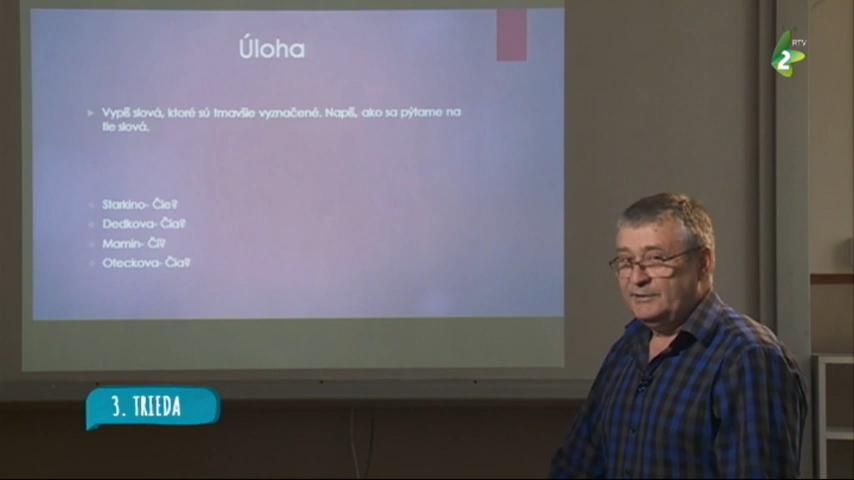 Úloha
RTV
2
Vypíš slová, ktoré sú tmavšie vyznačené. Napíš, ako sa pýtame na
tie slová.
Starkino- Čie?
Dedkova- Čia?
Mamin- Čí?
Oteckova- Čia?
3. TRIEDA